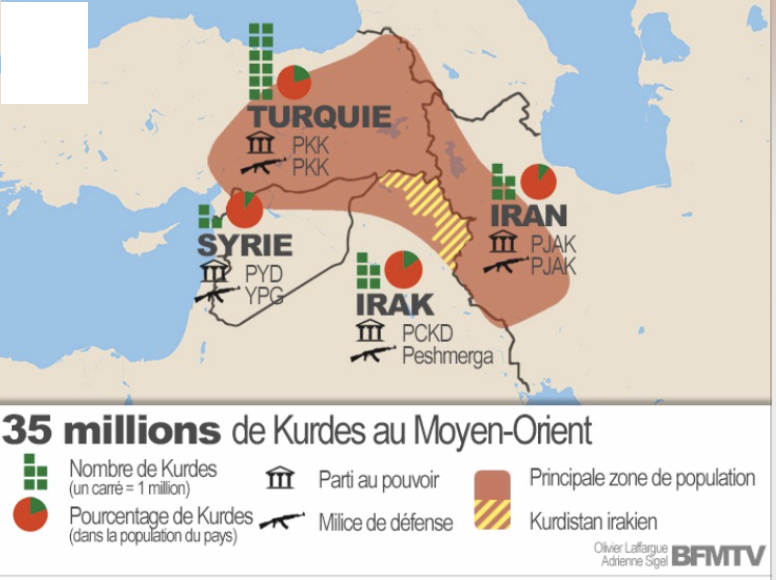 TURQUIE
PKK
PKK
IRAN
PJAK
PJAK
SYRIE
PYD
YPG
IRAK
PCKD
Peshmerga
35 millions de Kurdes au Moyen-Orient
Nombre de Kurdes
(un carré = 1 million)
Pourcentage de Kurdes
(dans la population du pays)
Parti au pouvoir
Milice de défense
Principale zone de population
Kurdistan irakien
Olivier Laffargue
Adrienne Sigel
BFMTV